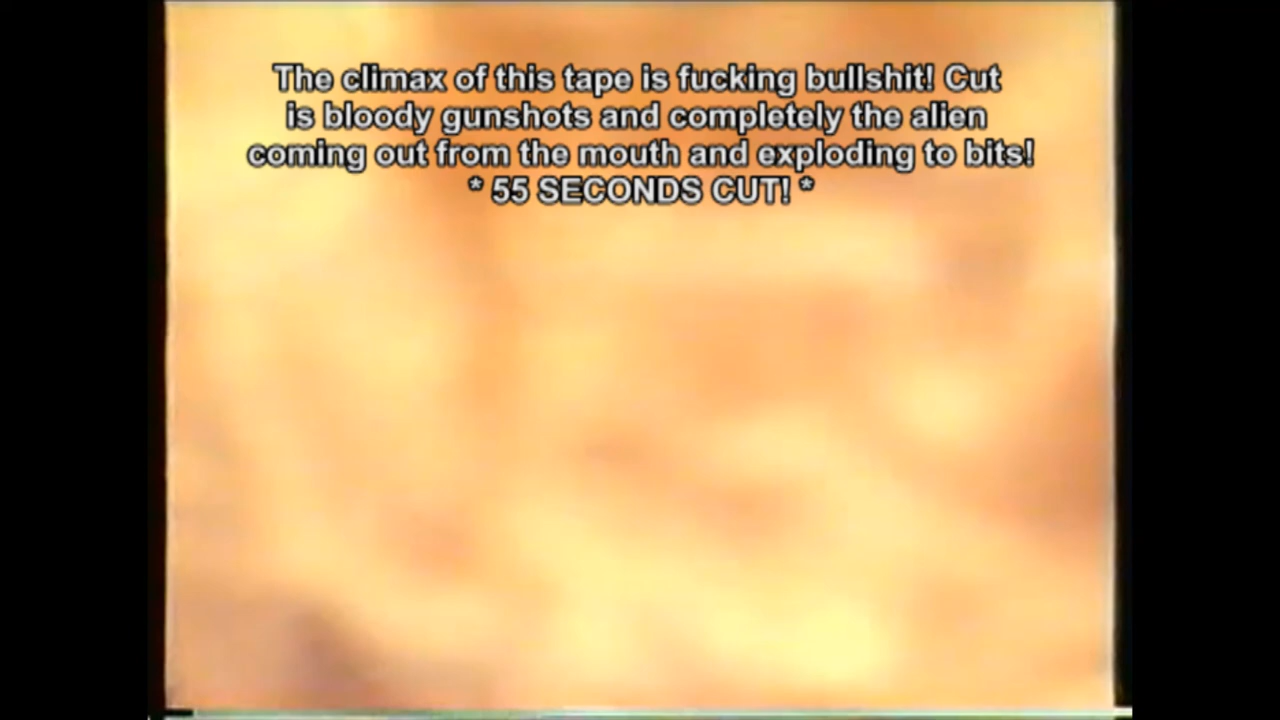 The climax of this tape is fucking bullshit! Cut
is bloody gunshots and completely the alien
coming out from the mouth and exploding to bits!
* 55 SECONDS CUT! *